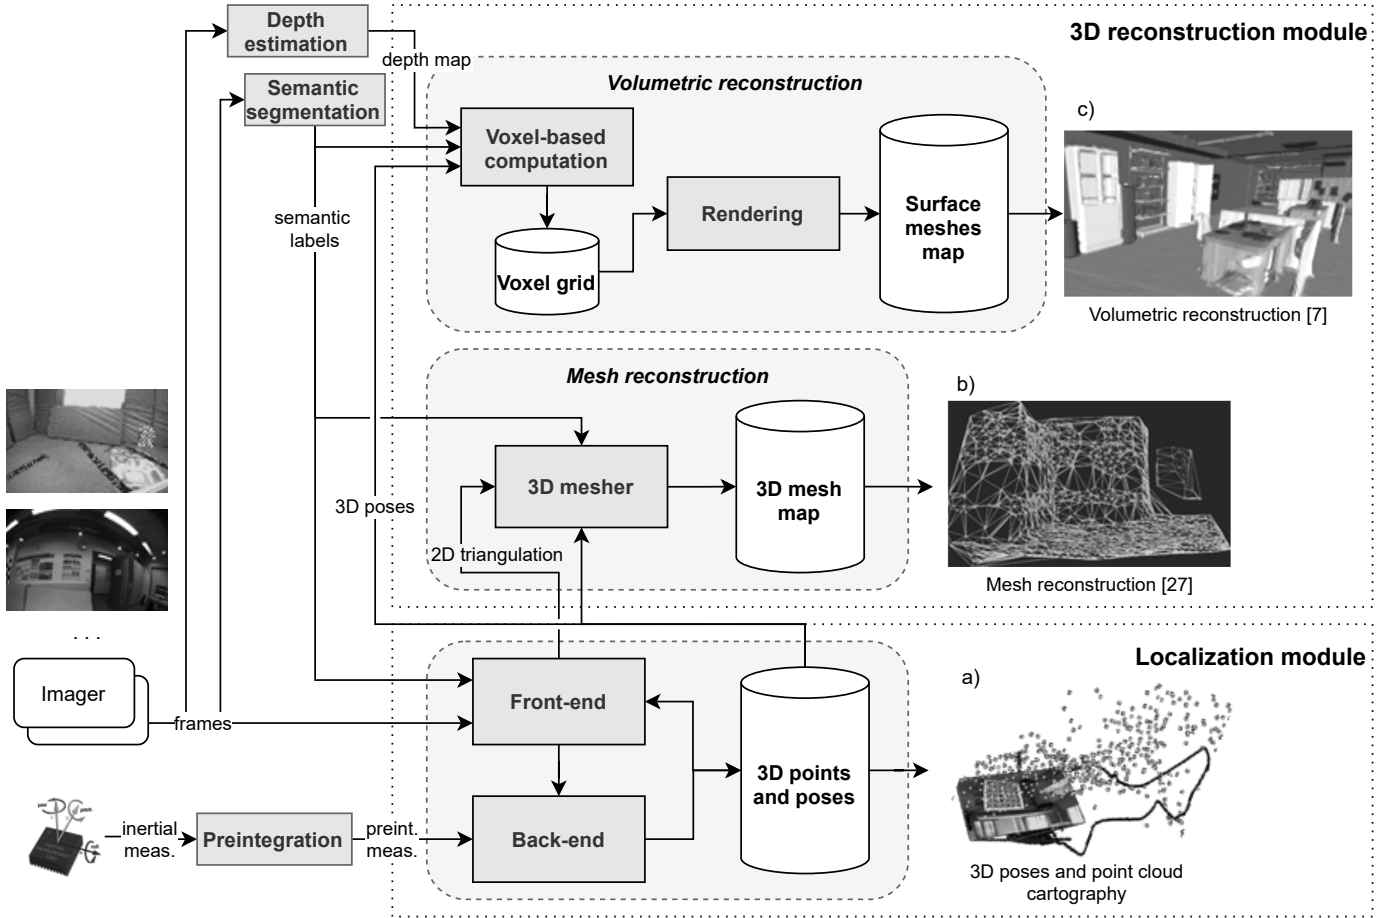 Depth
estimation
3D reconstruction module
depth map
Semantic
segmentation
Volumetric reconstruction
Voxel-based
computation
c)
semantic
labels
Rendering
Surface
meshes
map
Voxel grid
Volumetric reconstruction [7]
Mesh reconstruction
b)
3D mesher
3D mesh
map
3D poses
2D triangulation
Mesh reconstruction [27]
. . .
Localization module
Imager
a)
Front-end
frames
3D points
and poses
inertial
meas.
Preintegration
preint.
meas.
Back-end
3D poses and point cloud
cartography